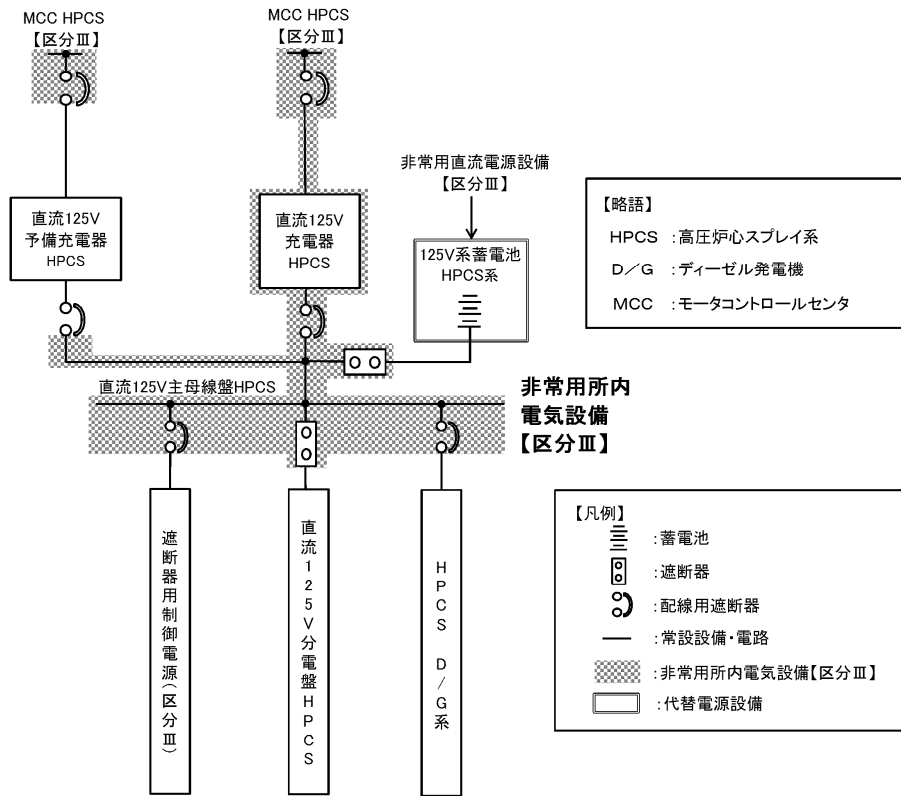 MCC HPCS
【区分Ⅲ】
MCC HPCS
【区分Ⅲ】
非常用直流電源設備
【区分Ⅲ】
直流125V
予備充電器
HPCS
直流125V
充電器
HPCS
125V系蓄電池
HPCS系
【略語】
HPCS :高圧炉心スプレイ系
D/G :ディーゼル発電機
MCC :モータコントロールセンタ
直流125V主母線盤HPCS
非常用所内
電気設備
【区分Ⅲ】
遮断器用制御電源(区分Ⅲ)
直流125V分電盤HPCS
HPCS D/G系
【凡例】
:蓄電池
:遮断器
:配線用遮断器
:常設設備・電路
:非常用所内電気設備【区分Ⅲ】
:代替電源設備